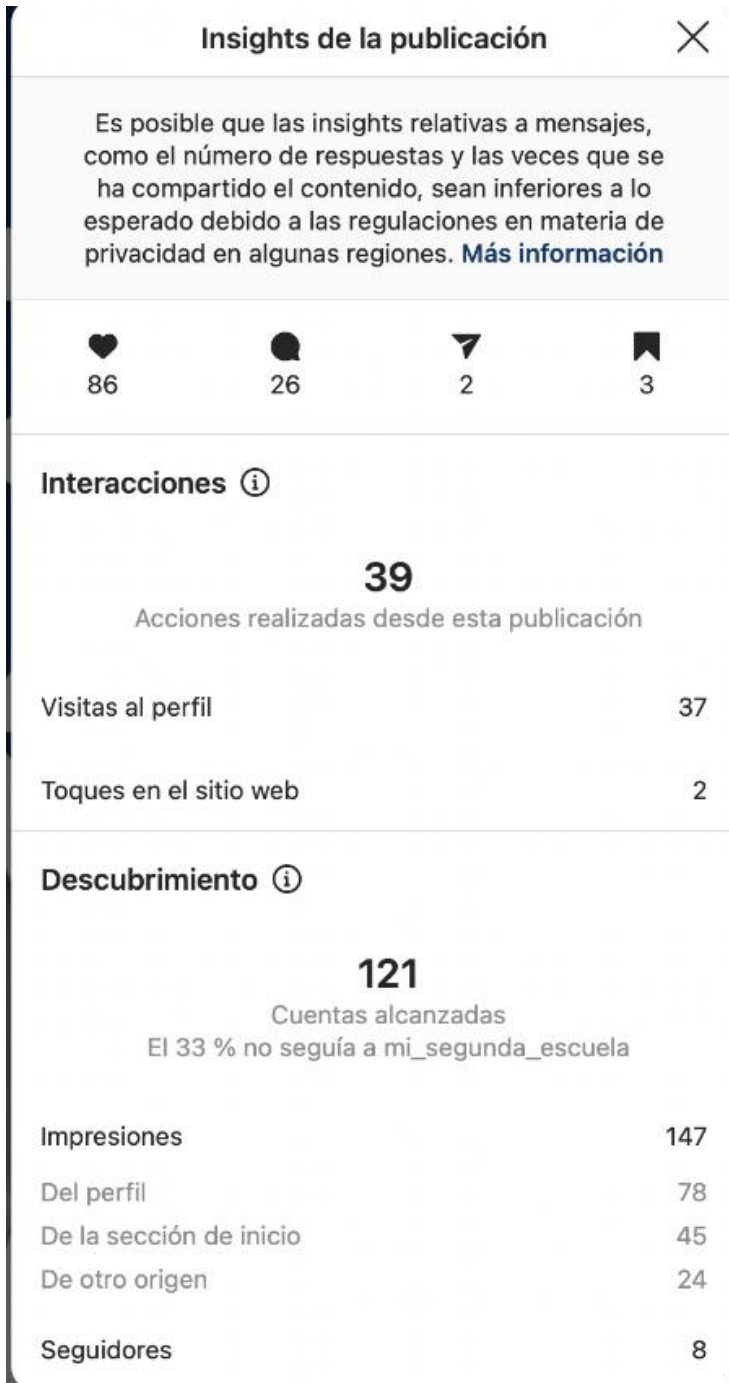 Insights de la publicación
Es posible que las insights relativas a mensajes,
como el número de respuestas y las veces que se
ha compartido el contenido, sean inferiores a lo
esperado debido a las regulaciones en materia de
privacidad en algunas regiones. Más información
86 26 2 3
Interacciones
39
Acciones realizadas desde esta publicación
Visitas al perfil 37
Toques en el sitio web 2
Descubrimiento
121
Cuentas alcanzadas
El 33 % no seguía a mi_segunda_escuela
Impresiones 147
Del perfil 78
De la sección de inicio 45
De otro origen 24
Seguidores 8